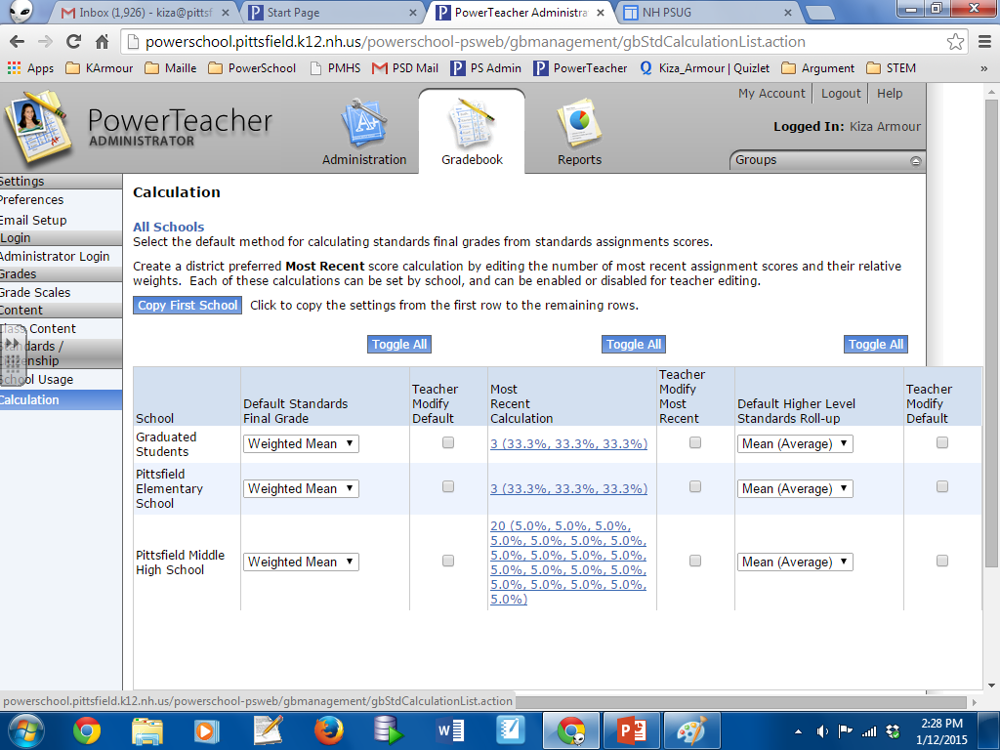 Inbox (1,926) - kiza@pittsf
Start Page
PowerTeacher Administra
NH PSUG
powerschool.pittsfield.k12.nh.us/powerschool-psweb/gbmanagement/gbStdCalculationList.action
Apps KArmour Maille PowerSchool PMHS PSD Mail PS Admin PowerTeacher Kiza_Armour | Quizlet Argument STEM »
PowerTeacher
ADMINISTRATOR
Administration
Gradebook
Reports
My Account Logout Help
Logged In: Kiza Armour
Groups
Settings
Preferences
Email Setup
Login
Administrator Login
Grades
Grade Scales
Content
Class Content
Standards /
enship
School Usage
Calculation
Calculation
All Schools
Select the default method for calculating standards final grades from standards assignments scores.
Create a district preferred Most Recent score calculation by editing the number of most recent assignment scores and their relative
weights. Each of these calculations can be set by school, and can be enabled or disabled for teacher editing.
Copy First School Click to copy the settings from the first row to the remaining rows.
Toggle All Toggle All Toggle All
School
Default Standards
Final Grade
Teacher
Modify
Default
Most
Recent
Calculation
Teacher
Modify
Most
Recent
Default Higher Level
Standards Roll-up
Teacher
Modify
Default
Graduated
Students
Weighted Mean
3 (33.3%, 33.3%, 33.3%)
Mean (Average)
Pittsfield
Elementary
School
Weighted Mean
3 (33.3%, 33.3%, 33.3%)
Mean (Average)
Pittsfield Middle
High School
Weighted Mean
20 (5.0%, 5.0%, 5.0%,
5.0%, 5.0%, 5.0%, 5.0%,
5.0%, 5.0%, 5.0%, 5.0%,
5.0%, 5.0%, 5.0%, 5.0%,
5.0%, 5.0%, 5.0%, 5.0%,
5.0%)
Mean (Average)
powerschool.pittsfield.k12.nh.us/powerschool-psweb/gbmanagement/gbStdCalculationList.action
2:28 PM
1/12/2015